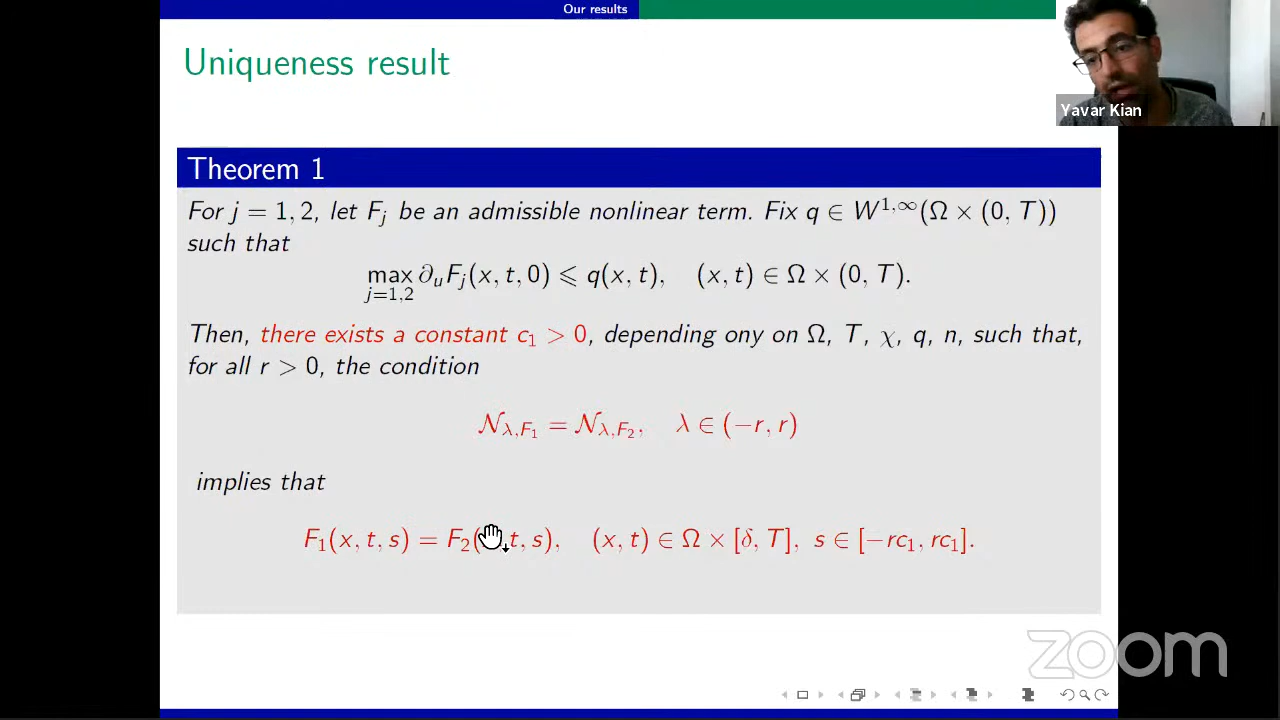 Our results
Uniqueness result
Yavar Kian
Theorem 1
For j = 1, 2, let F_j be an admissible nonlinear term. Fix q ∈ W^{1,∞}(Ω × (0, T))
such that
max_{j=1,2} ∂_u F_j(x, t, 0) ⩽ q(x, t), (x, t) ∈ Ω × (0, T).
Then, there exists a constant c_1 > 0, depending ony on Ω, T, χ, q, n, such that,
for all r > 0, the condition
𝒩_{λ,F_1} = 𝒩_{λ,F_2}, λ ∈ (−r, r)
implies that
F_1(x, t, s) = F_2( t, s), (x, t) ∈ Ω × [δ, T], s ∈ [−rc_1, rc_1].
zoom